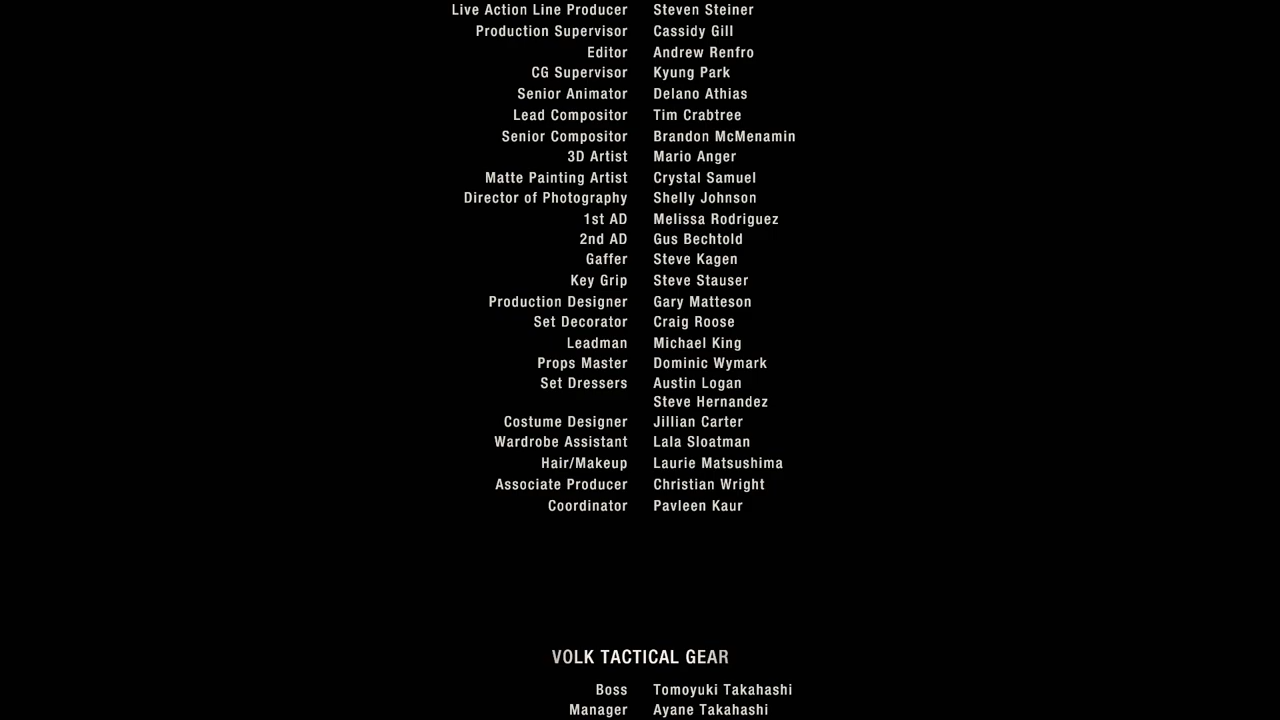 Live Action Line Producer Steven Steiner
Production Supervisor Cassidy Gill
Editor Andrew Renfro
CG Supervisor Kyung Park
Senior Animator Delano Athias
Lead Compositor Tim Crabtree
Senior Compositor Brandon McMenamin
3D Artist Mario Anger
Matte Painting Artist Crystal Samuel
Director of Photography Shelly Johnson
1st AD Melissa Rodriguez
2nd AD Gus Bechtold
Gaffer Steve Kagen
Key Grip Steve Stauser
Production Designer Gary Matteson
Set Decorator Craig Roose
Leadman Michael King
Props Master Dominic Wymark
Set Dressers Austin Logan
Steve Hernandez
Costume Designer Jillian Carter
Wardrobe Assistant Lala Sloatman
Hair/Makeup Laurie Matsushima
Associate Producer Christian Wright
Coordinator Pavleen Kaur
VOLK TACTICAL GEAR
Boss Tomoyuki Takahashi
Manager Ayane Takahashi